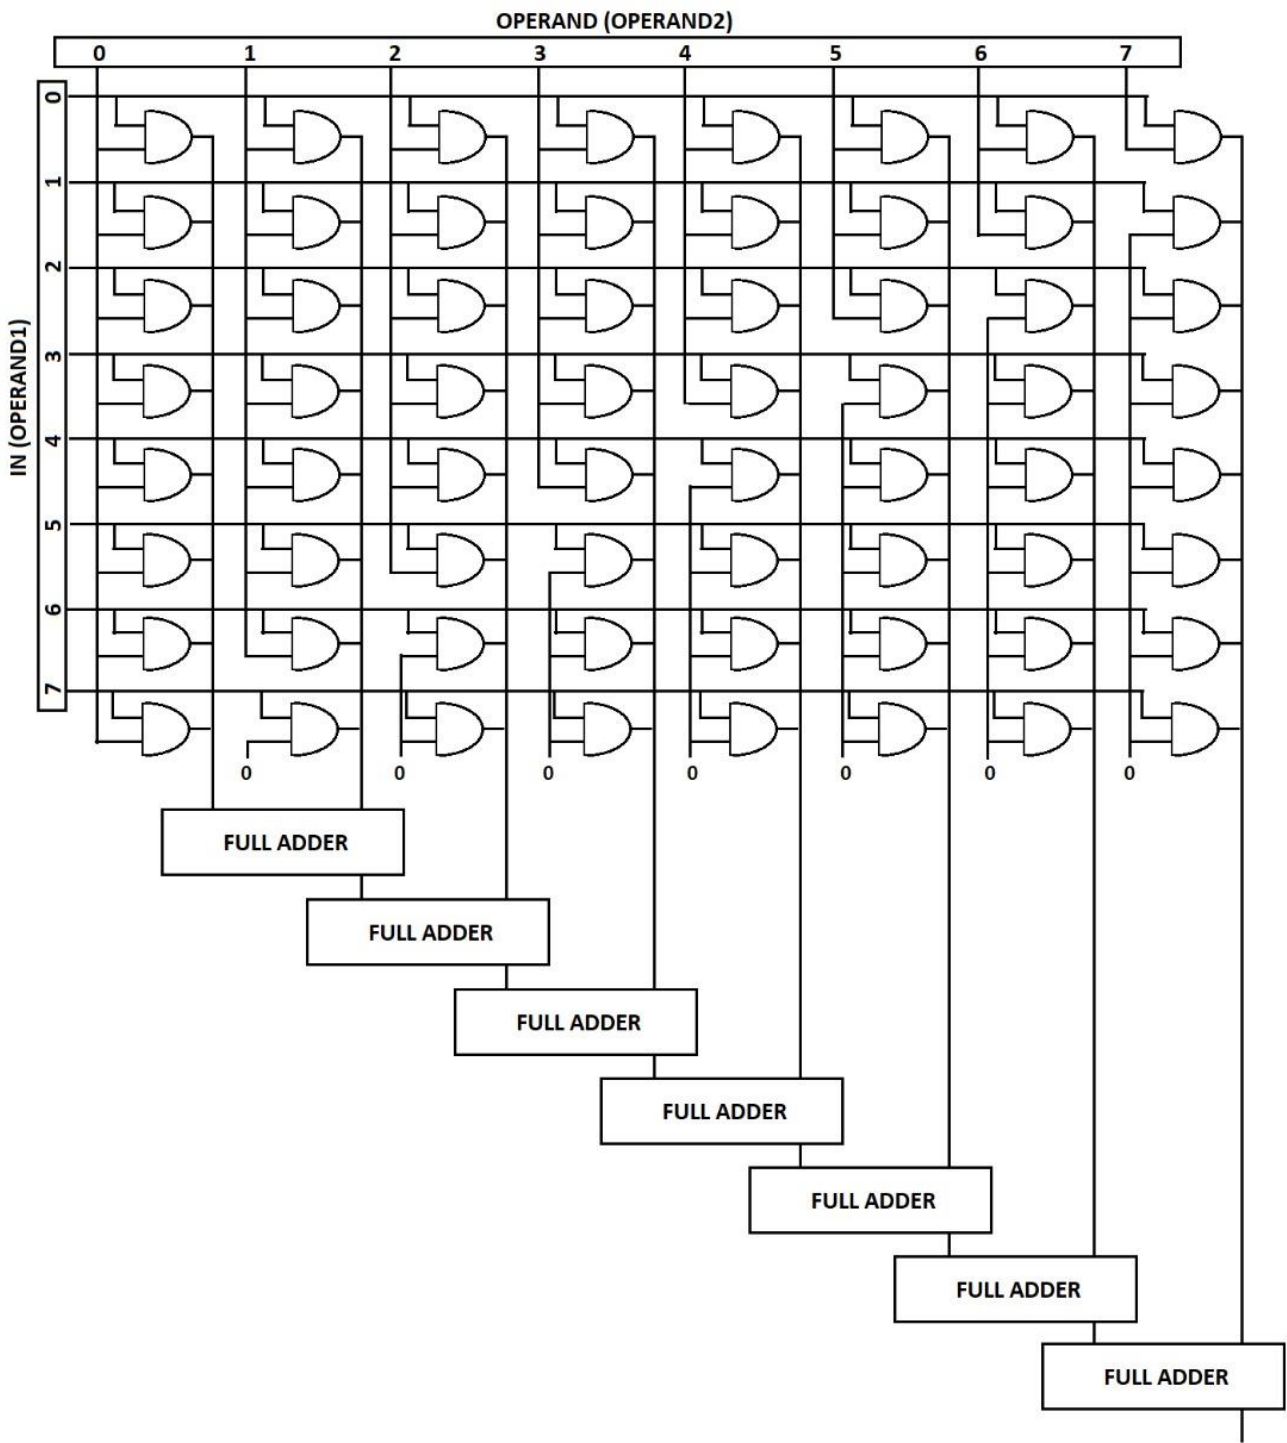 OPERAND (OPERAND2)
0 1 2 3 4 5 6 7
IN (OPERAND1)
0
1
2
3
4
5
6
7
0 0 0 0 0 0 0
FULL ADDER
FULL ADDER
FULL ADDER
FULL ADDER
FULL ADDER
FULL ADDER
FULL ADDER